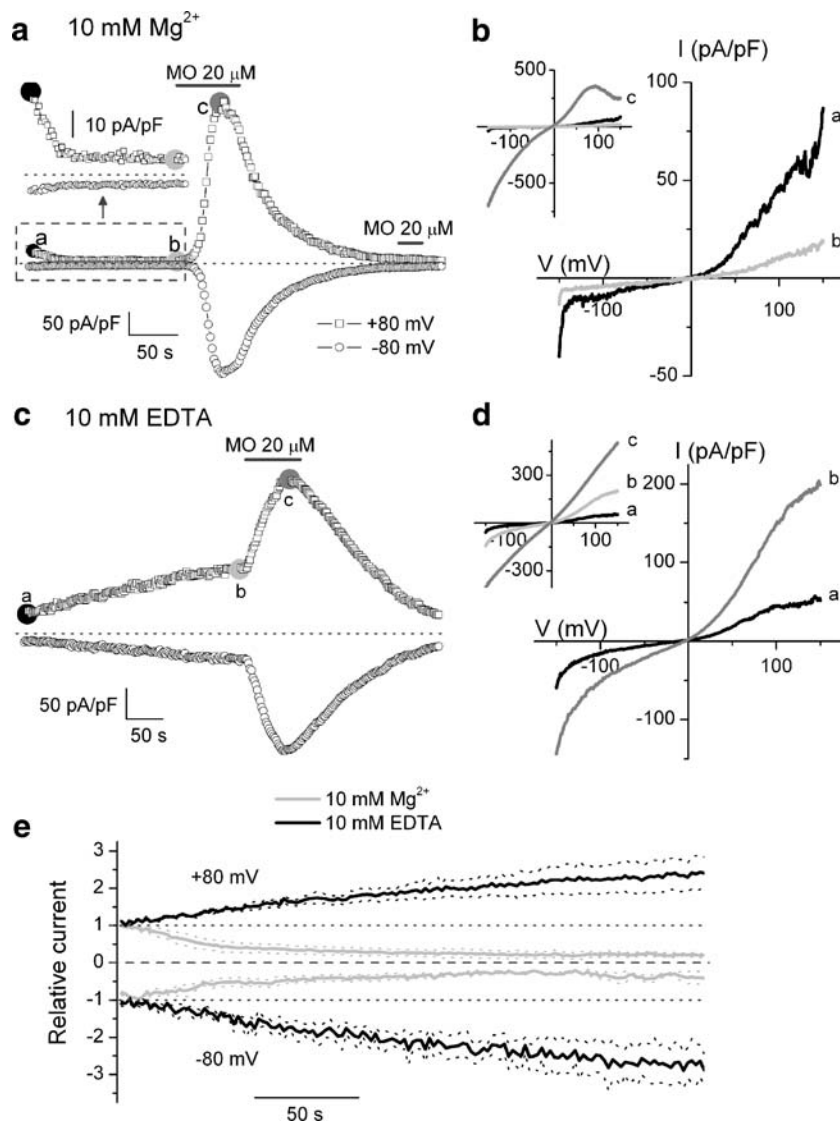 a 10 mM Mg²⁺
MO 20 µM
c
10 pA/pF
MO 20 µM
a
b
50 pA/pF
50 s
+80 mV
-80 mV
b
I (pA/pF)
500
c
-100
100
-500
100
a
50
b
V (mV)
-100
100
-50
c 10 mM EDTA
MO 20 µM
c
a
b
50 pA/pF
50 s
d
I (pA/pF)
c
300
b
a
-100
100
-300
200
b
100
a
V (mV)
-100
100
-100
10 mM Mg²⁺
10 mM EDTA
e
Relative current
3
2
1
0
-1
-2
-3
+80 mV
-80 mV
50 s